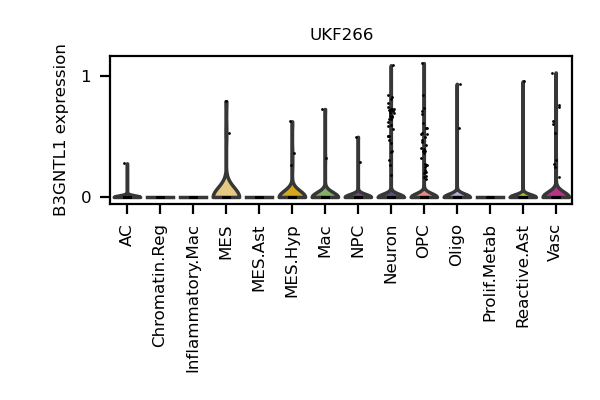 UKF266
B3GNTL1 expression
1
0
AC
Chromatin.Reg
Inflammatory.Mac
MES
MES.Ast
MES.Hyp
Mac
NPC
Neuron
OPC
Oligo
Prolif.Metab
Reactive.Ast
Vasc